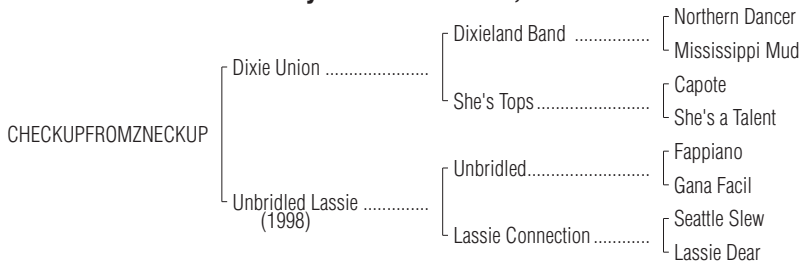 Northern Dancer
Dixieland Band ................
Mississippi Mud
Dixie Union ......................
Capote
She's Tops ........................
She's a Talent
CHECKUPFROMZNECKUP
Fappiano
Unbridled..........................
Gana Facil
Unbridled Lassie ..............
(1998)
Seattle Slew
Lassie Connection ............
Lassie Dear